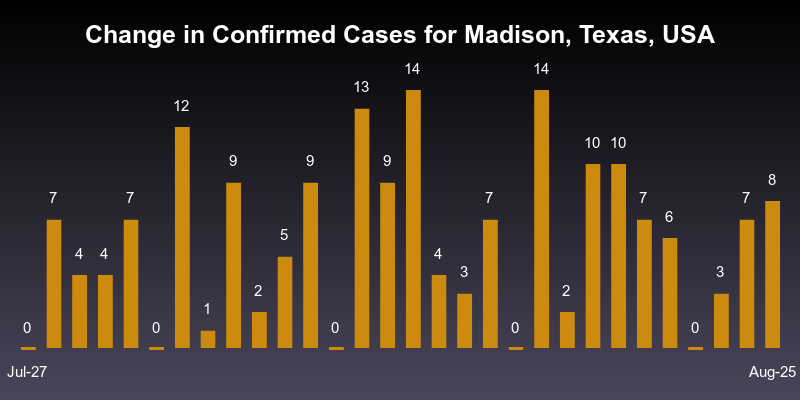 Change in Confirmed Cases for Madison, Texas, USA
0 7 4 4 7 0 12 1 9 2 5 9 0 13 9 14 4 3 7 0 14 2 10 10 7 6 0 3 7 8
Jul-27 Aug-25